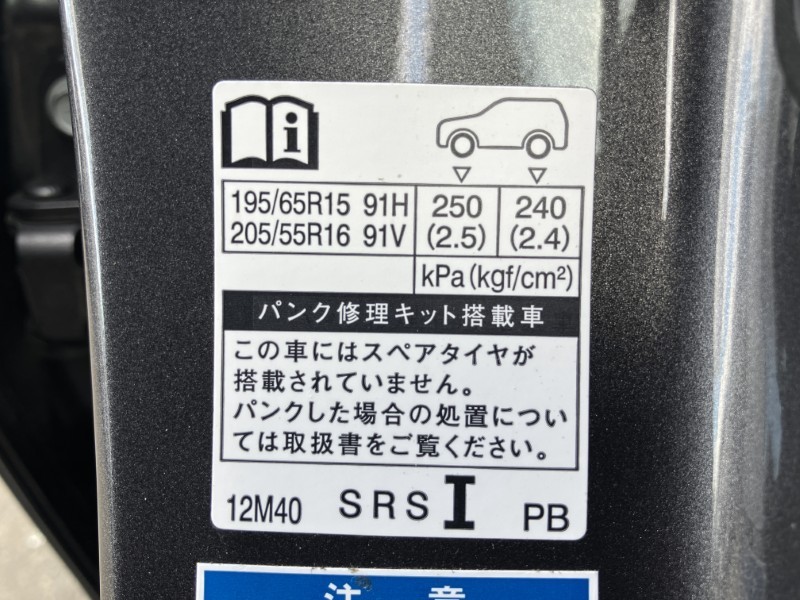 195/65R15 91H 250 240
205/55R16 91V (2.5) (2.4)
kPa(kgf/cm²)
パンク修理キット搭載車
この車にはスペアタイヤが
搭載されていません。
パンクした場合の処置につい
ては取扱書をご覧ください。
12M40 SRS I PB
注意